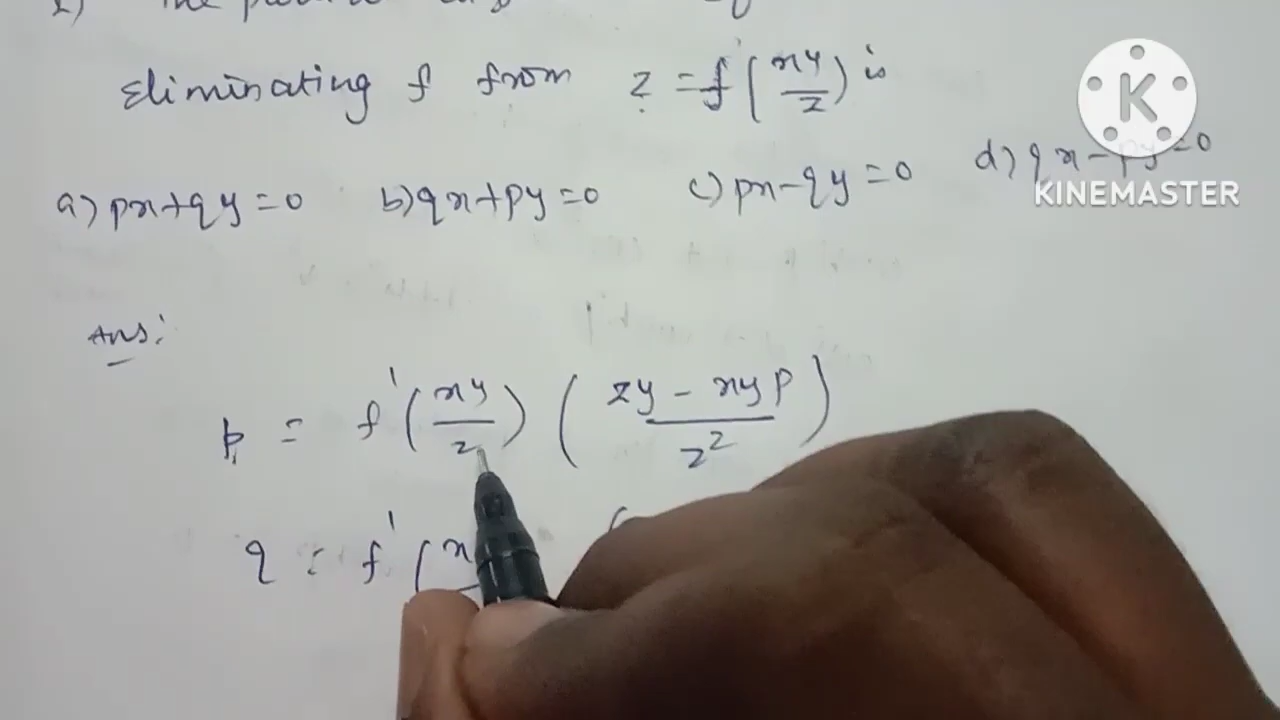 Eliminating f from z = f(xy/z) is
a) px+qy=0 b) qx+py=0 c) px-qy=0 d) qx-py=0
KINEMASTER
Ans:
p = f'(xy/z) (zy - xyp / z²)
q = f'(x